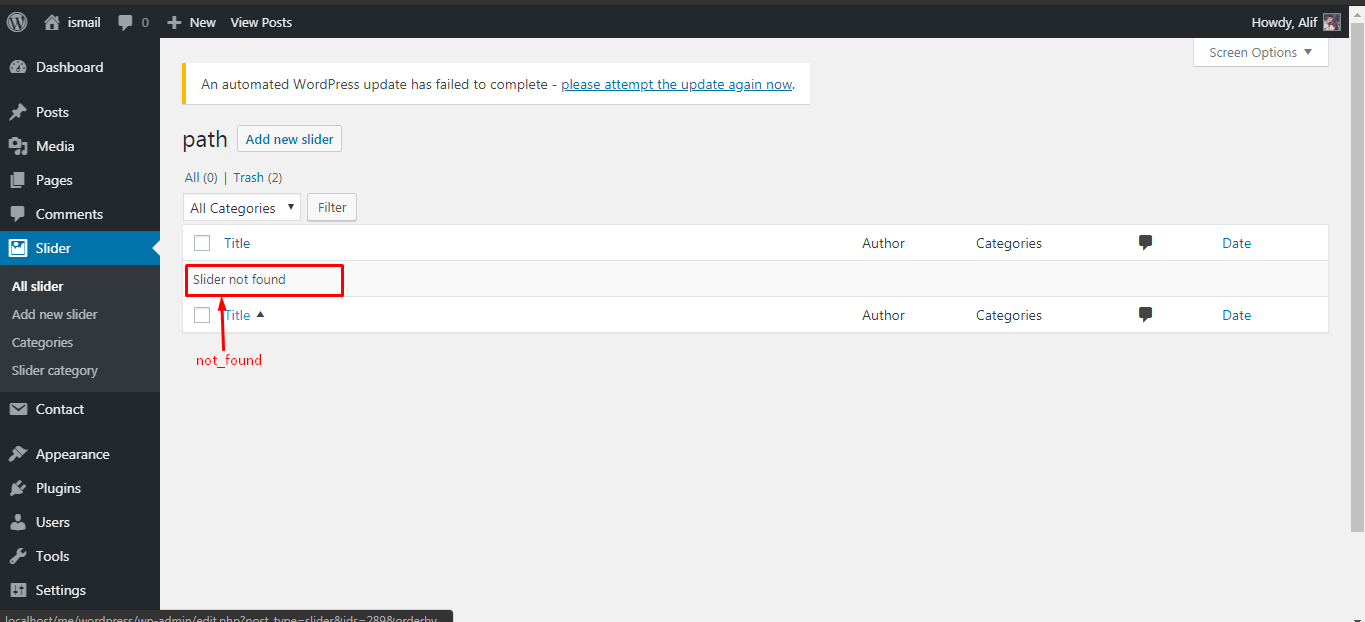 ismail 0 New View Posts Howdy, Alif
Screen Options
Dashboard
Posts
Media
Pages
Comments
Slider
All slider
Add new slider
Categories
Slider category
Contact
Appearance
Plugins
Users
Tools
Settings
An automated WordPress update has failed to complete - please attempt the update again now.
path Add new slider
All (0) | Trash (2)
All Categories Filter
Title Author Categories Date
Slider not found
Title Author Categories Date
not_found
localhost/me/wordpress/wp-admin/edit.php?post_type=slider&ids=289&orderby